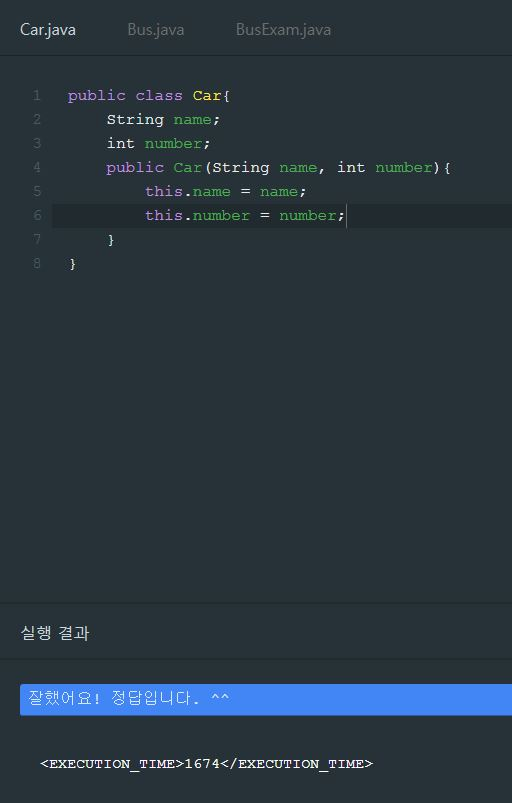 Car.java Bus.java BusExam.java
1 public class Car{
2 String name;
3 int number;
4 public Car(String name, int number){
5 this.name = name;
6 this.number = number;
7 }
8 }
실행 결과
잘했어요! 정답입니다. ^^
<EXECUTION_TIME>1674</EXECUTION_TIME>